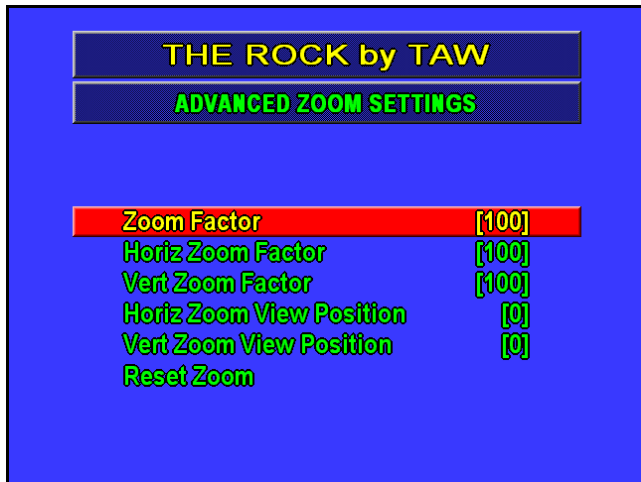 THE ROCK by TAW
ADVANCED ZOOM SETTINGS
Zoom Factor [100]
Horiz Zoom Factor [100]
Vert Zoom Factor [100]
Horiz Zoom View Position [0]
Vert Zoom View Position [0]
Reset Zoom